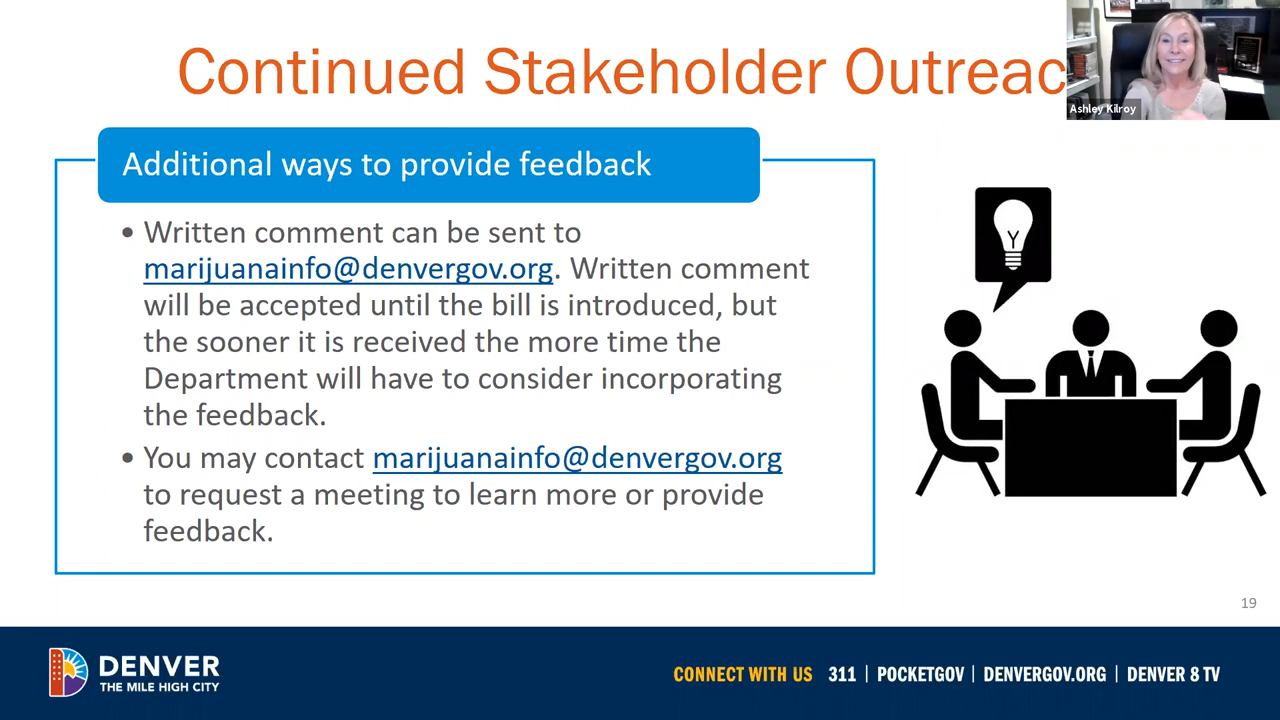 Continued Stakeholder Outreac
Ashley Kilroy
Additional ways to provide feedback
• Written comment can be sent to
marijuanainfo@denvergov.org. Written comment
will be accepted until the bill is introduced, but
the sooner it is received the more time the
Department will have to consider incorporating
the feedback.
• You may contact marijuanainfo@denvergov.org
to request a meeting to learn more or provide
feedback.
19
DENVER
THE MILE HIGH CITY
CONNECT WITH US 311 | POCKETGOV | DENVERGOV.ORG | DENVER 8 TV